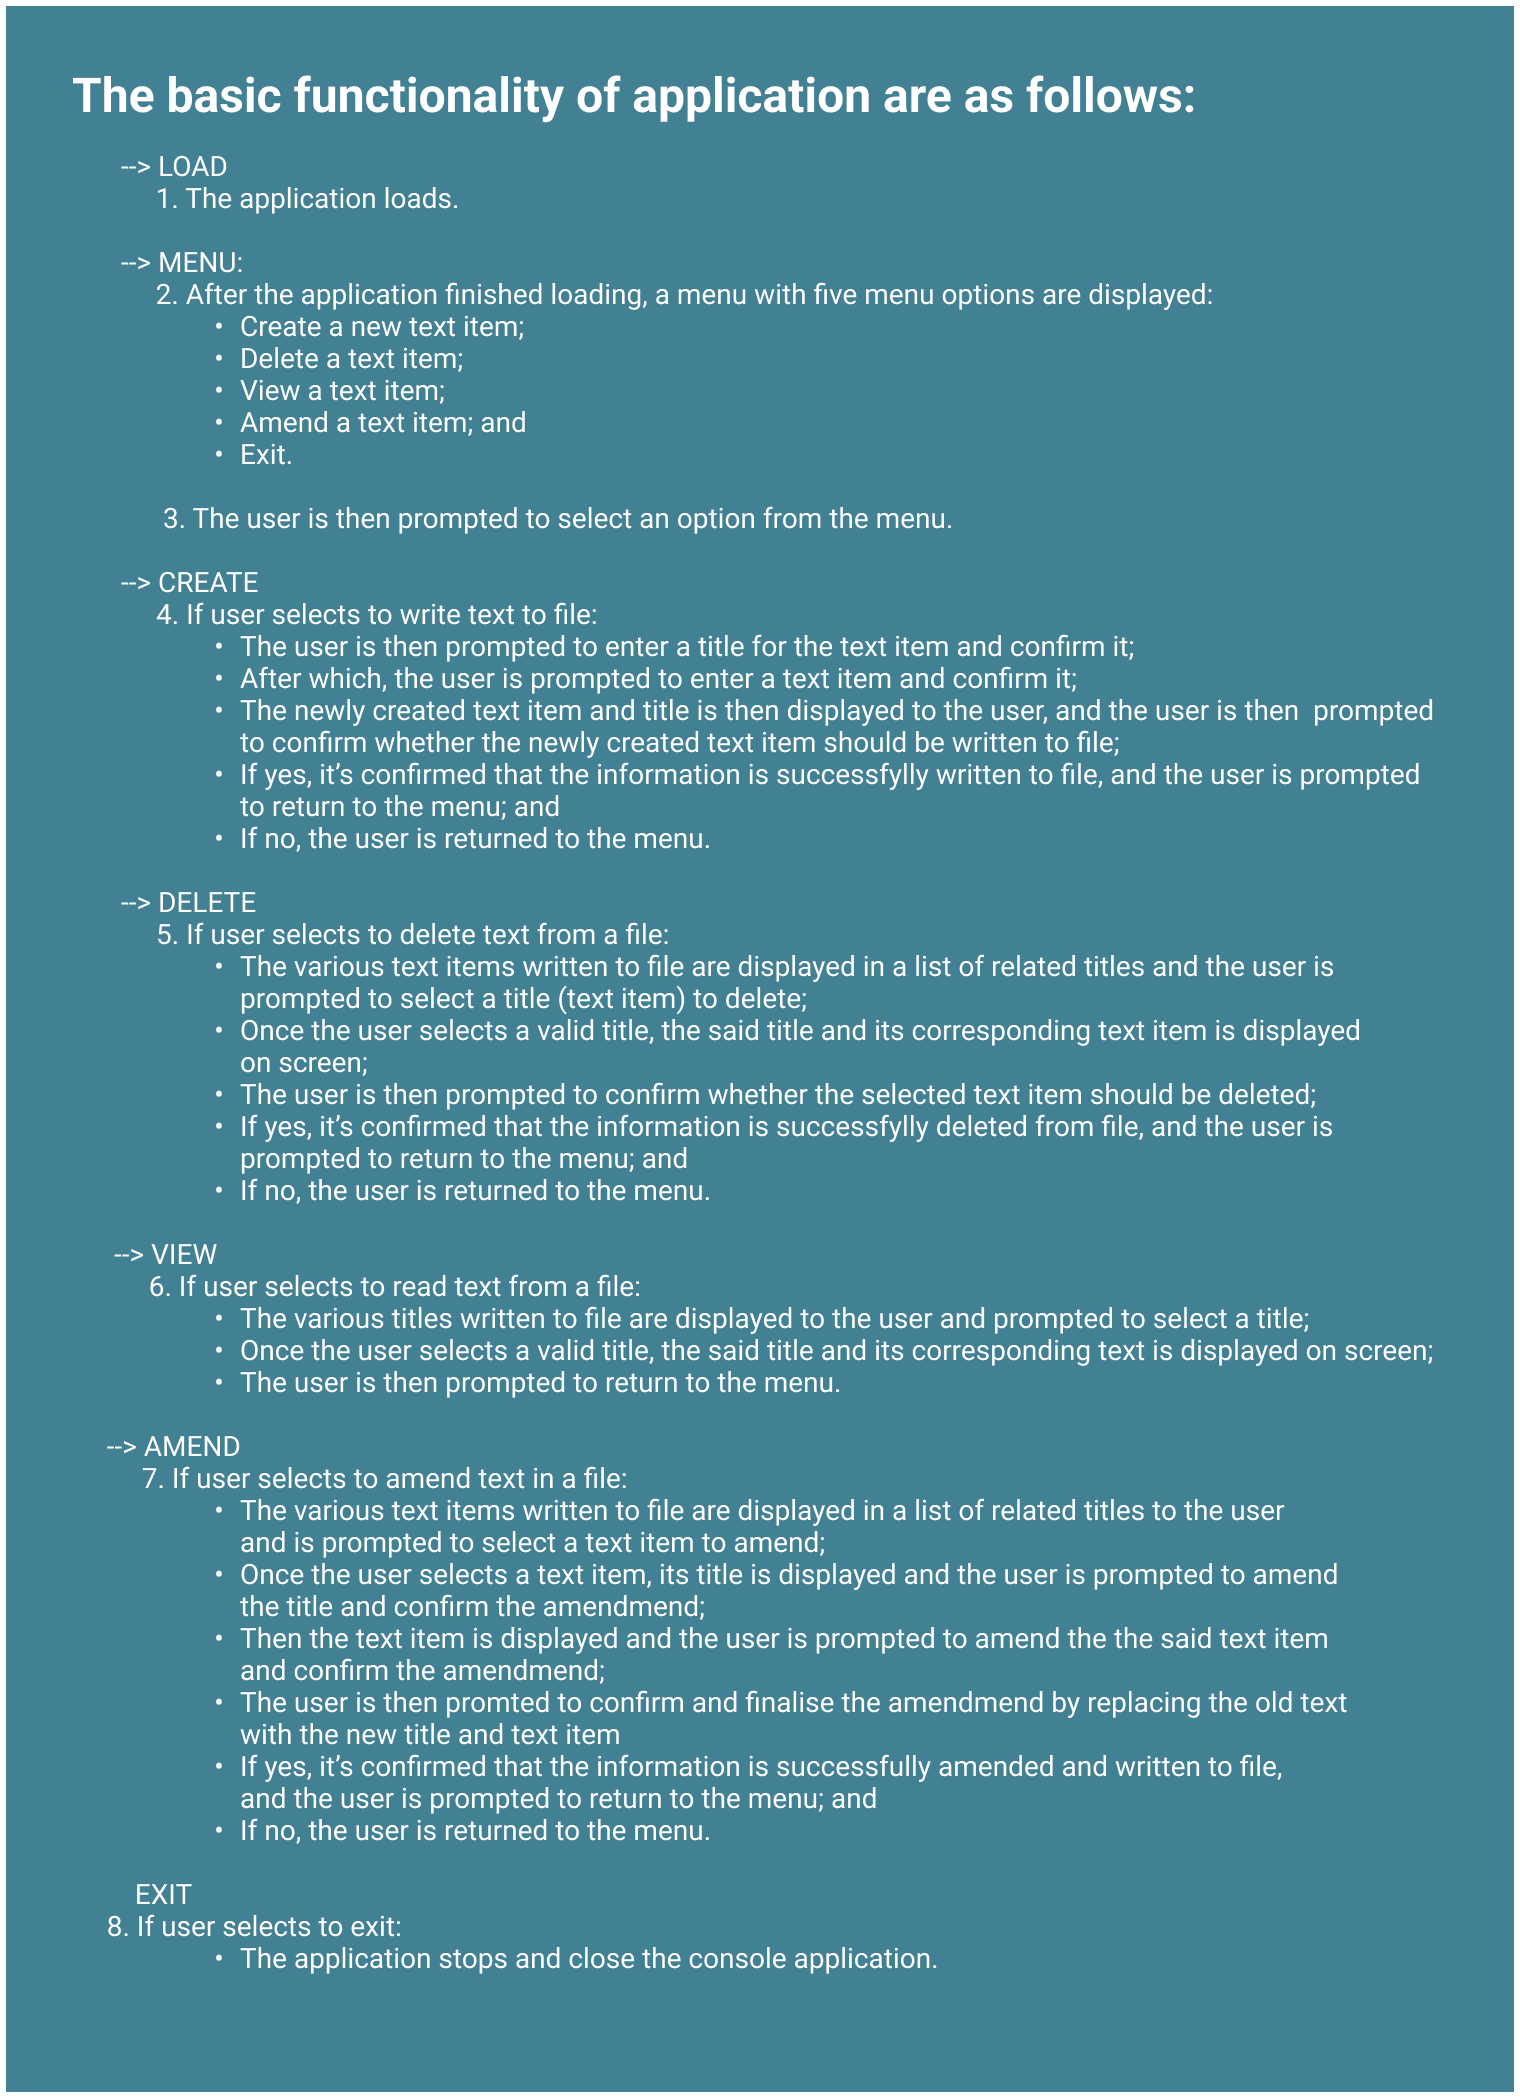 The basic functionality of application are as follows:
--> LOAD
1. The application loads.
--> MENU:
2. After the application finished loading, a menu with five menu options are displayed:
• Create a new text item;
• Delete a text item;
• View a text item;
• Amend a text item; and
• Exit.
3. The user is then prompted to select an option from the menu.
--> CREATE
4. If user selects to write text to file:
• The user is then prompted to enter a title for the text item and confirm it;
• After which, the user is prompted to enter a text item and confirm it;
• The newly created text item and title is then displayed to the user, and the user is then  prompted
to confirm whether the newly created text item should be written to file;
• If yes, it’s confirmed that the information is successfylly written to file, and the user is prompted
to return to the menu; and
• If no, the user is returned to the menu.
--> DELETE
5. If user selects to delete text from a file:
• The various text items written to file are displayed in a list of related titles and the user is
prompted to select a title (text item) to delete;
• Once the user selects a valid title, the said title and its corresponding text item is displayed
on screen;
• The user is then prompted to confirm whether the selected text item should be deleted;
• If yes, it’s confirmed that the information is successfylly deleted from file, and the user is
prompted to return to the menu; and
• If no, the user is returned to the menu.
--> VIEW
6. If user selects to read text from a file:
• The various titles written to file are displayed to the user and prompted to select a title;
• Once the user selects a valid title, the said title and its corresponding text is displayed on screen;
• The user is then prompted to return to the menu.
--> AMEND
7. If user selects to amend text in a file:
• The various text items written to file are displayed in a list of related titles to the user
and is prompted to select a text item to amend;
• Once the user selects a text item, its title is displayed and the user is prompted to amend
the title and confirm the amendmend;
• Then the text item is displayed and the user is prompted to amend the the said text item
and confirm the amendmend;
• The user is then promted to confirm and finalise the amendmend by replacing the old text
with the new title and text item
• If yes, it’s confirmed that the information is successfully amended and written to file,
and the user is prompted to return to the menu; and
• If no, the user is returned to the menu.
EXIT
8. If user selects to exit:
• The application stops and close the console application.